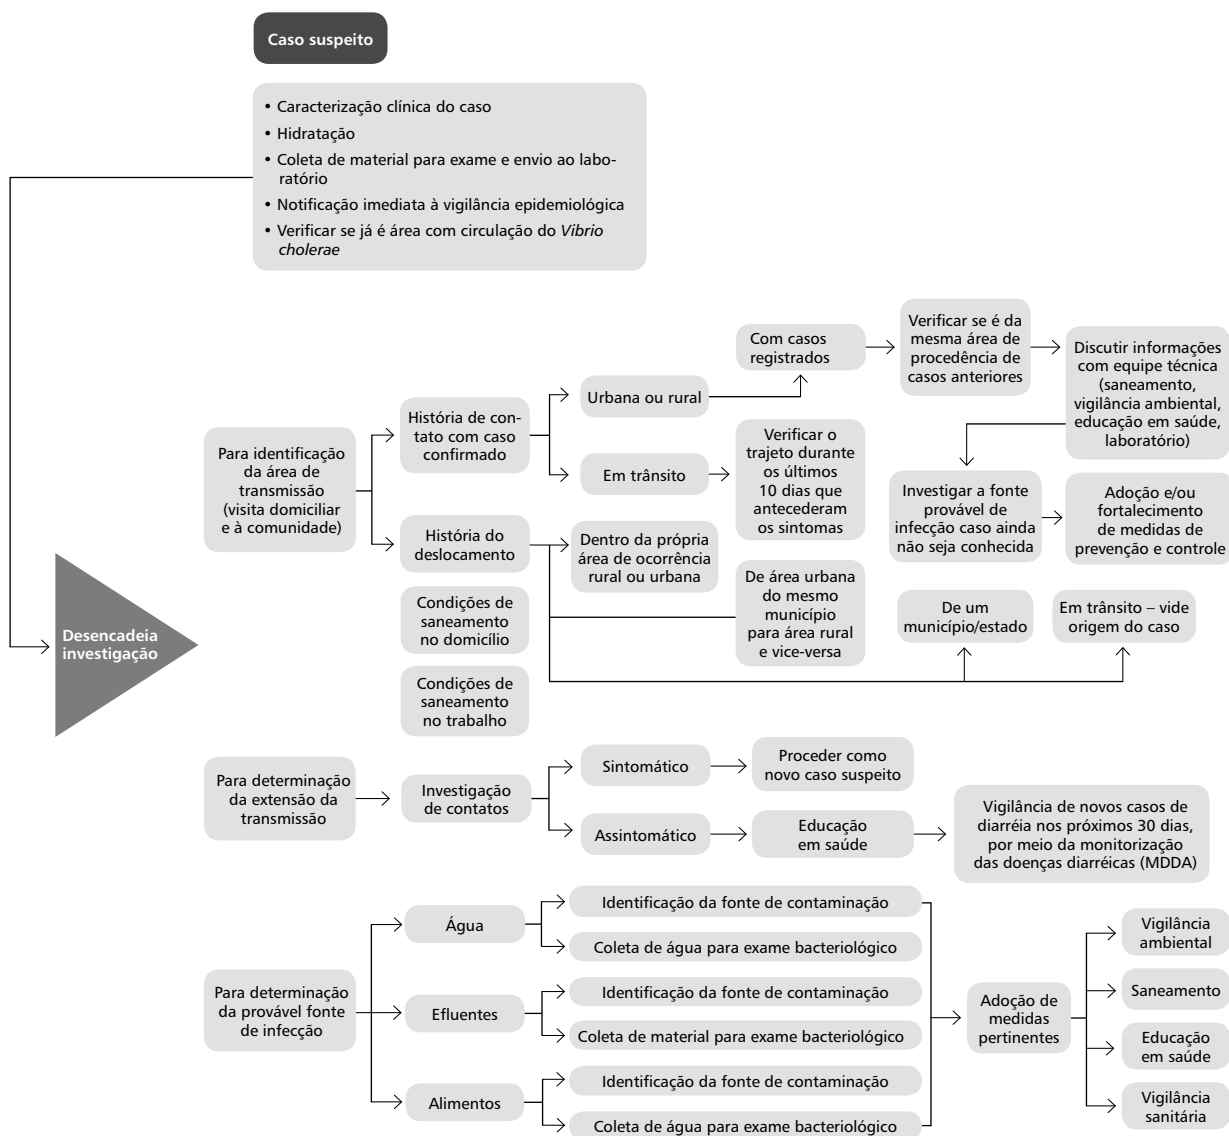 Caso suspeito
• Caracterização clínica do caso
• Hidratação
• Coleta de material para exame e envio ao labo-
ratório
• Notificação imediata à vigilância epidemiológica
• Verificar se já é área com circulação do Vibrio
cholerae
Desencadeia
investigação
Para identificação
da área de
transmissão
(visita domiciliar
e à comunidade)
História de con-
tato com caso
confirmado
Urbana ou rural
Com casos
registrados
Verificar se é da
mesma área de
procedência de
casos anteriores
Discutir informações
com equipe técnica
(saneamento,
vigilância ambiental,
educação em saúde,
laboratório)
Em trânsito
Verificar o
trajeto durante
os últimos
10 dias que
antecederam
os sintomas
Investigar a fonte
provável de
infecção caso ainda
não seja conhecida
Adoção e/ou
fortalecimento
de medidas de
prevenção e controle
História do
deslocamento
Dentro da própria
área de ocorrência
rural ou urbana
De área urbana
do mesmo
município
para área rural
e vice-versa
De um
município/estado
Em trânsito – vide
origem do caso
Condições de
saneamento
no domicílio
Condições de
saneamento
no trabalho
Para determinação
da extensão da
transmissão
Investigação
de contatos
Sintomático
Proceder como
novo caso suspeito
Assintomático
Educação
em saúde
Vigilância de novos casos de
diarréia nos próximos 30 dias,
por meio da monitorização
das doenças diarréicas (MDDA)
Para determinação
da provável fonte
de infecção
Água
Identificação da fonte de contaminação
Coleta de água para exame bacteriológico
Efluentes
Identificação da fonte de contaminação
Coleta de material para exame bacteriológico
Alimentos
Identificação da fonte de contaminação
Coleta de água para exame bacteriológico
Adoção de
medidas
pertinentes
Vigilância
ambiental
Saneamento
Educação
em saúde
Vigilância
sanitária